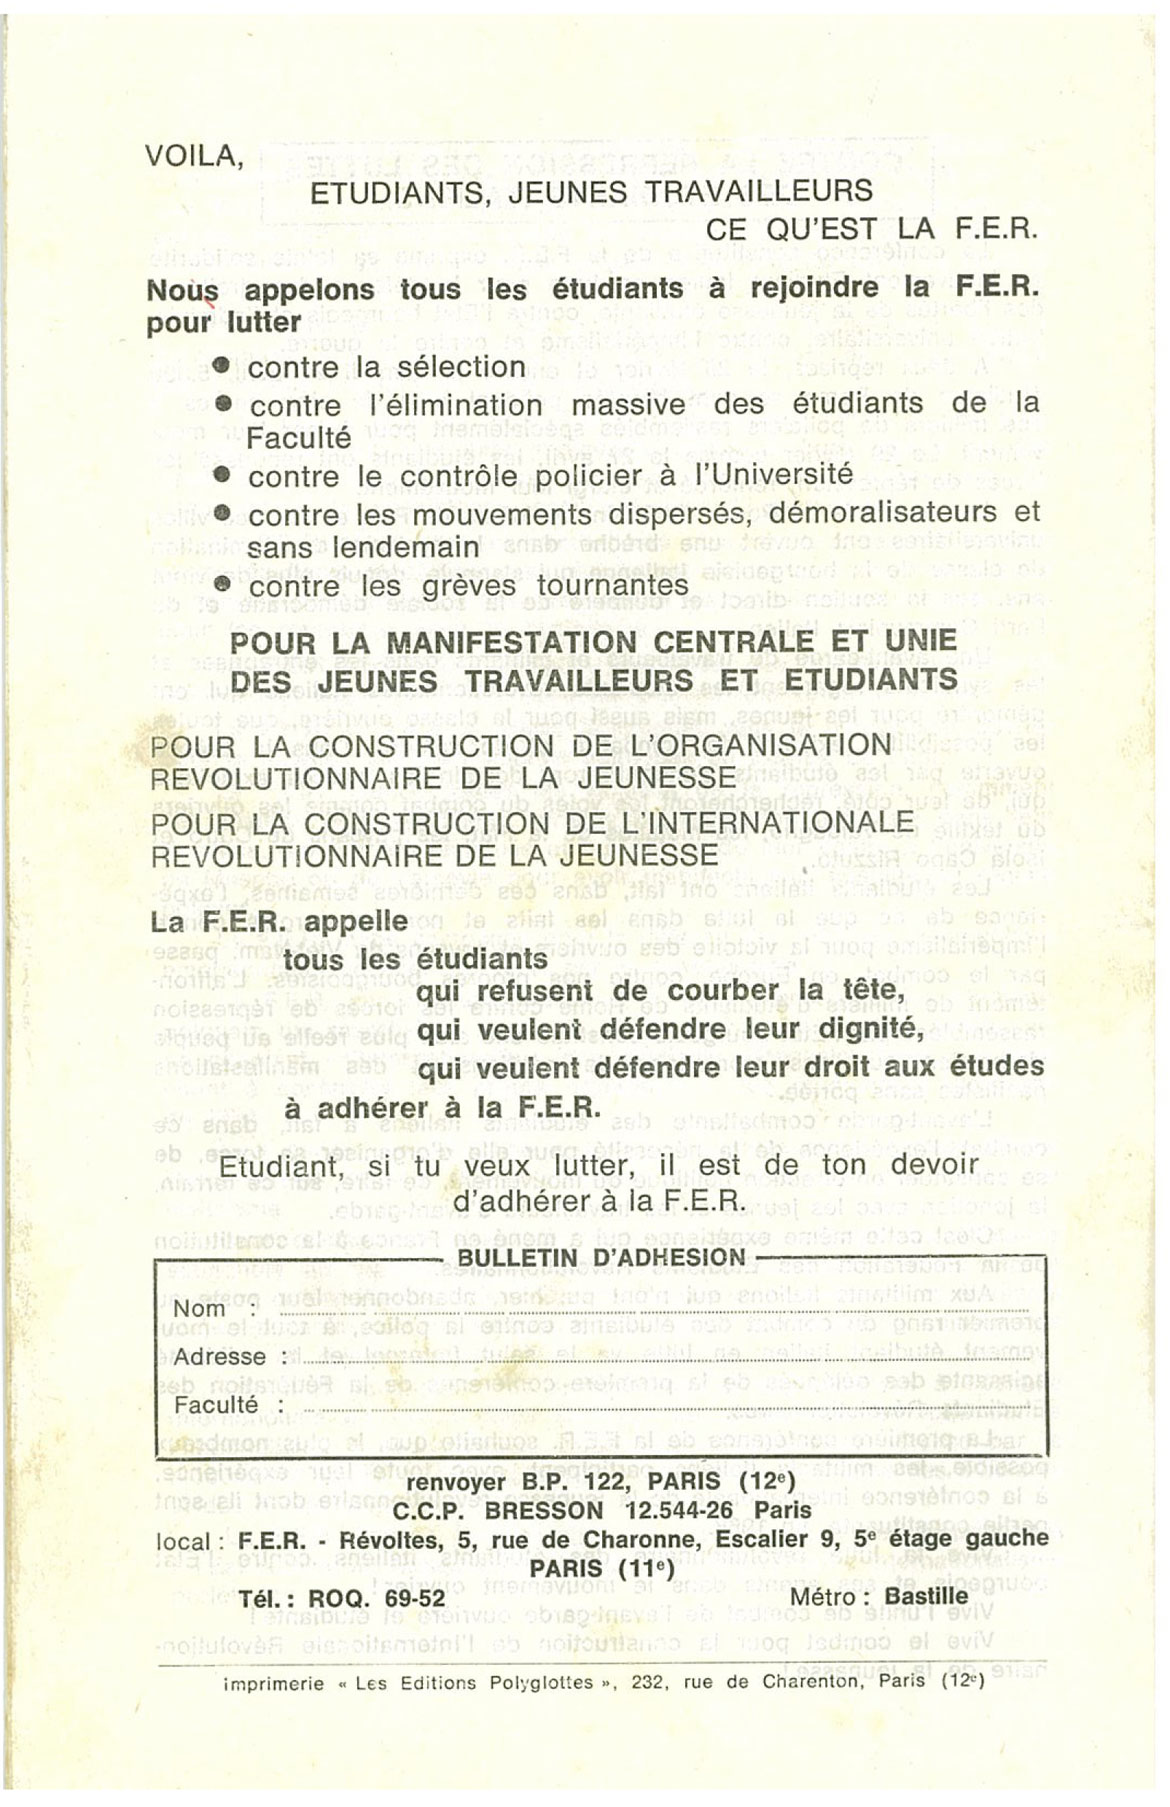 VOILA,
ETUDIANTS, JEUNES TRAVAILLEURS
CE QU'EST LA F.E.R.
Nous appelons tous les étudiants à rejoindre la F.E.R.
pour lutter
● contre la sélection
● contre l'élimination massive des étudiants de la
Faculté
● contre le contrôle policier à l'Université
● contre les mouvements dispersés, démoralisateurs et
sans lendemain
● contre les grèves tournantes
POUR LA MANIFESTATION CENTRALE ET UNIE
DES JEUNES TRAVAILLEURS ET ETUDIANTS
POUR LA CONSTRUCTION DE L'ORGANISATION
REVOLUTIONNAIRE DE LA JEUNESSE
POUR LA CONSTRUCTION DE L'INTERNATIONALE
REVOLUTIONNAIRE DE LA JEUNESSE
La F.E.R. appelle
tous les étudiants
qui refusent de courber la tête,
qui veulent défendre leur dignité,
qui veulent défendre leur droit aux études
à adhérer à la F.E.R.
Etudiant, si tu veux lutter, il est de ton devoir
d'adhérer à la F.E.R.
BULLETIN D'ADHESION
Nom :
Adresse :
Faculté :
renvoyer B.P. 122, PARIS (12e)
C.C.P. BRESSON 12.544-26 Paris
local : F.E.R. - Révoltes, 5, rue de Charonne, Escalier 9, 5e étage gauche
PARIS (11e)
Tél. : ROQ. 69-52 Métro : Bastille
imprimerie « Les Editions Polyglottes », 232, rue de Charenton, Paris (12e)